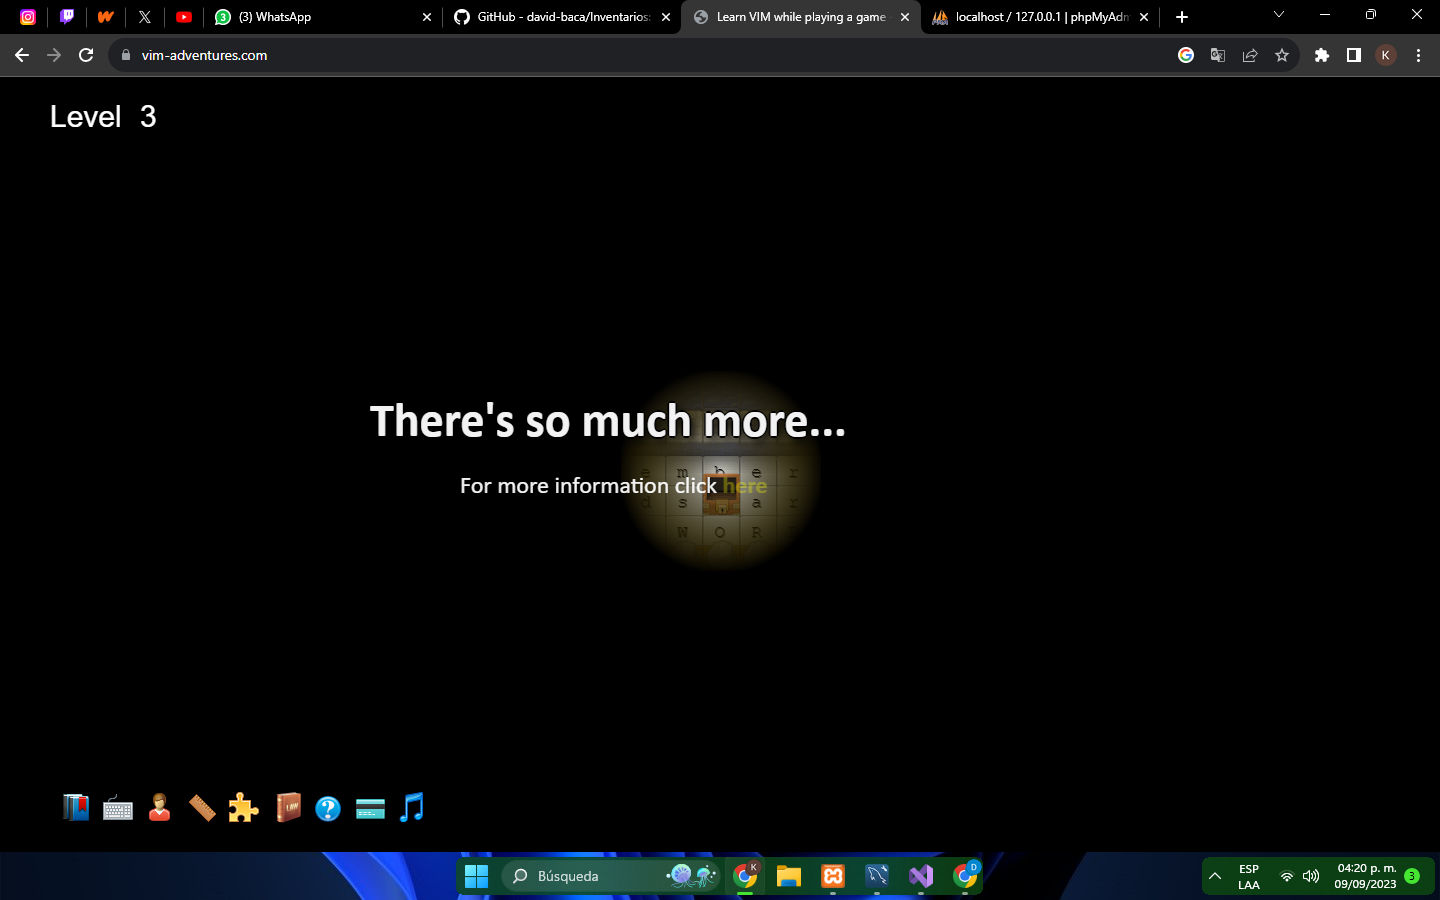 (3) WhatsApp
GitHub - david-baca/Inventarios:
Learn VIM while playing a game -
localhost / 127.0.0.1 | phpMyAdm
vim-adventures.com
K
Level 3
There's so much more...
For more information click here
e m b e r
d s a r
W O R
LAW
Búsqueda
K
D
ESP
LAA
04:20 p. m.
09/09/2023
3